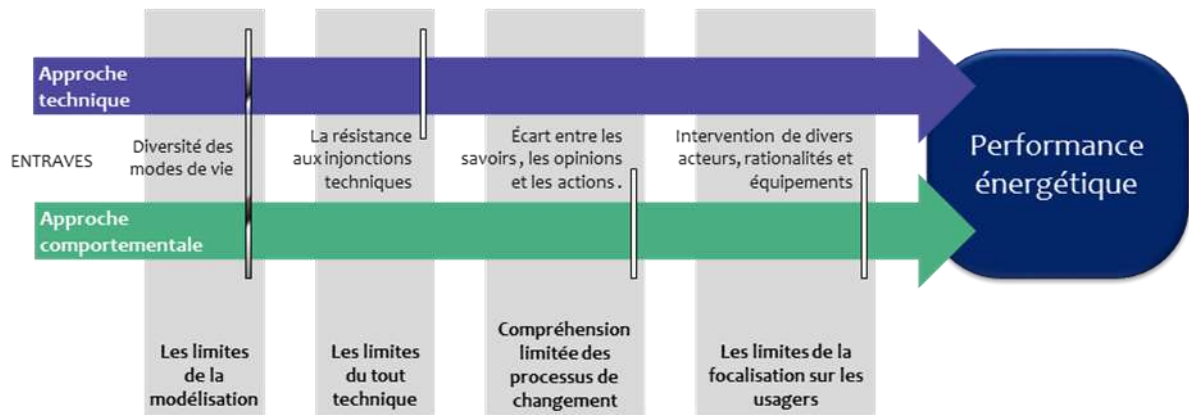 Approche
technique
ENTRAVES
Diversité des
modes de vie
La résistance
aux injonctions
techniques
Écart entre les
savoirs , les opinions
et les actions .
Intervention de divers
acteurs, rationalités et
équipements
Performance
énergétique
Approche
comportementale
Les limites
de la
modélisation
Les limites
du tout
technique
Compréhension
limitée des
processus de
changement
Les limites de la
focalisation sur les
usagers